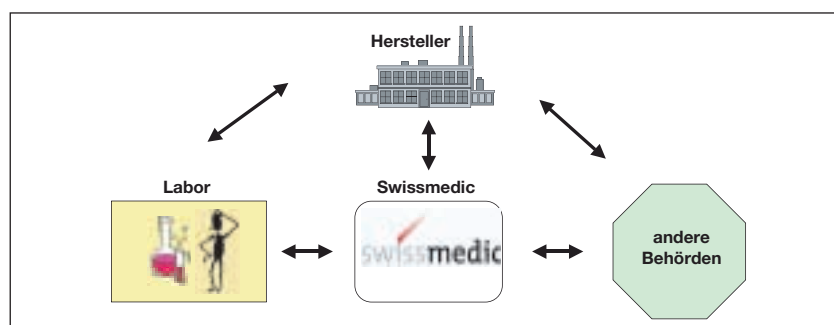 Hersteller
Labor
Swissmedic
swissmedic
andere
Behörden